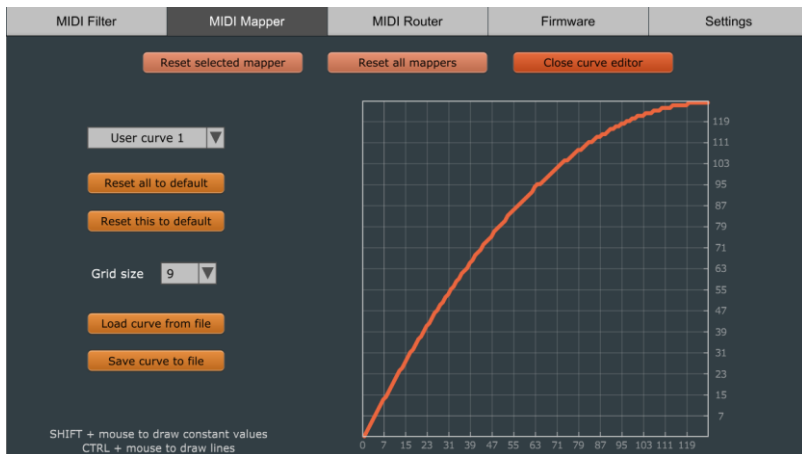 MIDI Filter MIDI Mapper MIDI Router Firmware Settings
Reset selected mapper Reset all mappers Close curve editor
User curve 1
Reset all to default
Reset this to default
Grid size 9
Load curve from file
Save curve to file
SHIFT + mouse to draw constant values
CTRL + mouse to draw lines
119
111
103
95
87
79
71
63
55
47
39
31
23
15
7
0 7 15 23 31 39 47 55 63 71 79 87 95 103 111 119